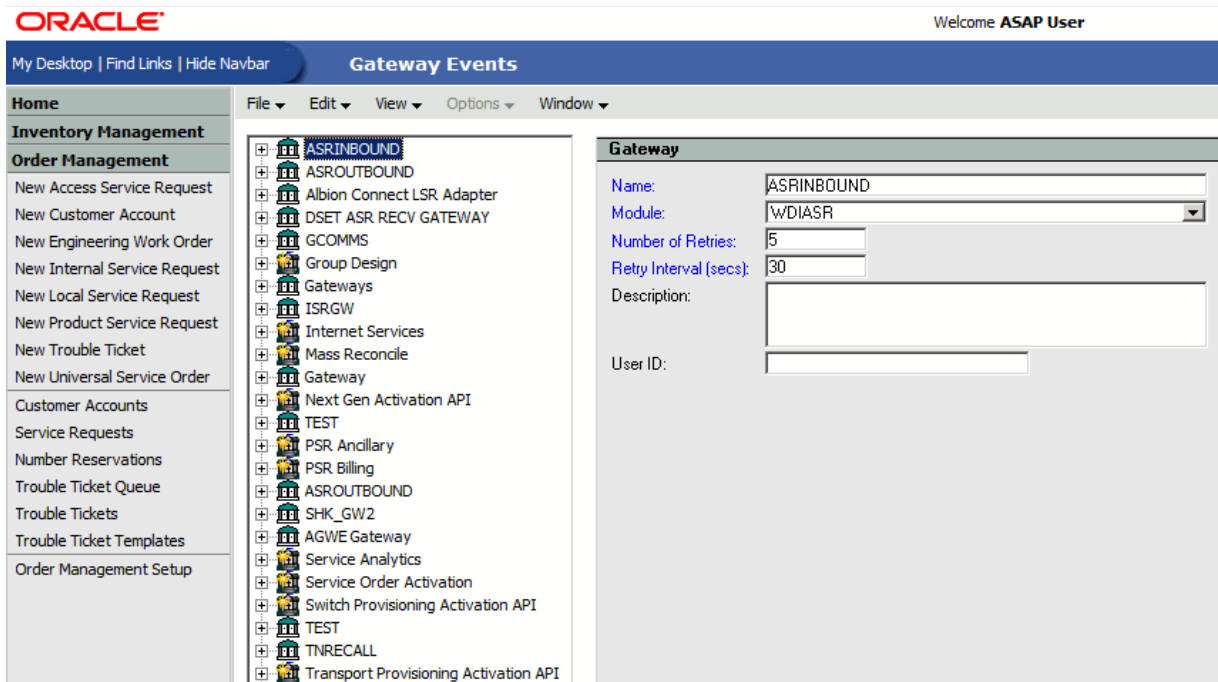 ORACLE
Welcome ASAP User
My Desktop | Find Links | Hide Navbar
Gateway Events
Home
Inventory Management
Order Management
New Access Service Request
New Customer Account
New Engineering Work Order
New Internal Service Request
New Local Service Request
New Product Service Request
New Trouble Ticket
New Universal Service Order
Customer Accounts
Service Requests
Number Reservations
Trouble Ticket Queue
Trouble Tickets
Trouble Ticket Templates
Order Management Setup
File Edit View Options Window
ASRINBOUND
ASROUTBOUND
Albion Connect LSR Adapter
DSET ASR RECV GATEWAY
GCOMMS
Group Design
Gateways
ISRGW
Internet Services
Mass Reconcile
Gateway
Next Gen Activation API
TEST
PSR Ancillary
PSR Billing
ASROUTBOUND
SHK_GW2
AGWE Gateway
Service Analytics
Service Order Activation
Switch Provisioning Activation API
TEST
TNRECALL
Transport Provisioning Activation API
Gateway
Name: ASRINBOUND
Module: WDIASR
Number of Retries: 5
Retry Interval (secs): 30
Description:
User ID: